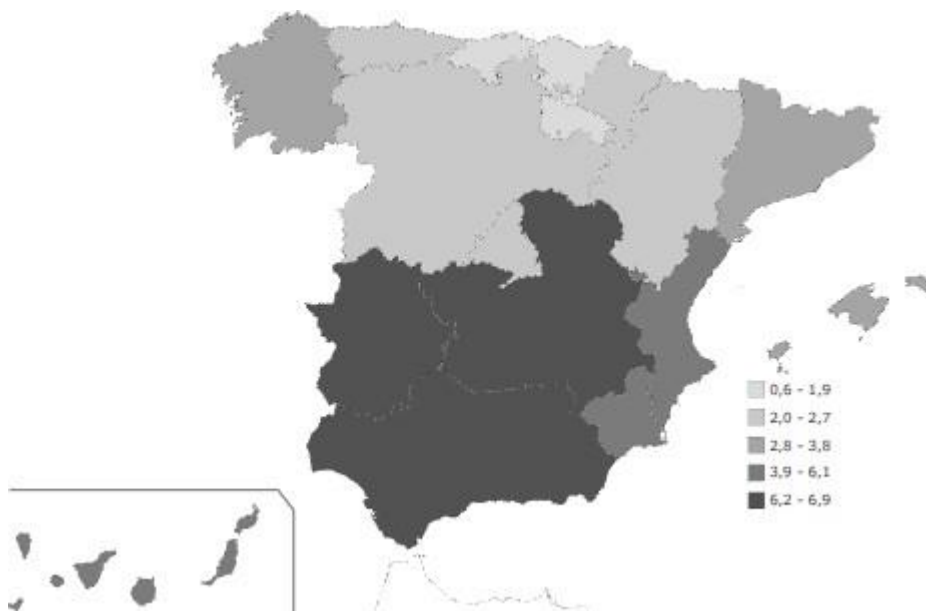 0,6 - 1,9
2,0 - 2,7
2,8 - 3,8
3,9 - 6,1
6,2 - 6,9